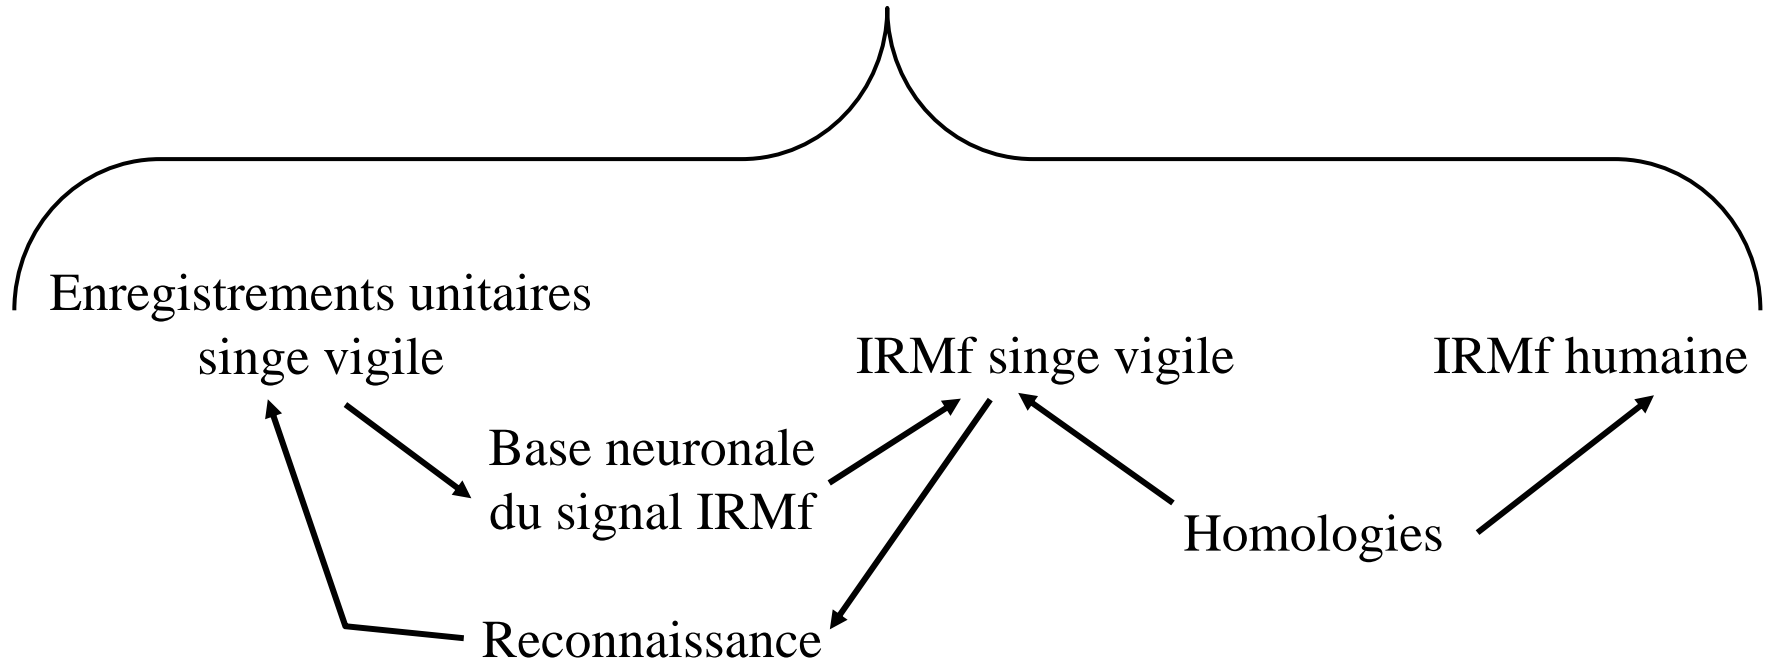 Enregistrements unitaires
singe vigile
IRMf singe vigile
IRMf humaine
Base neuronale
du signal IRMf
Homologies
Reconnaissance